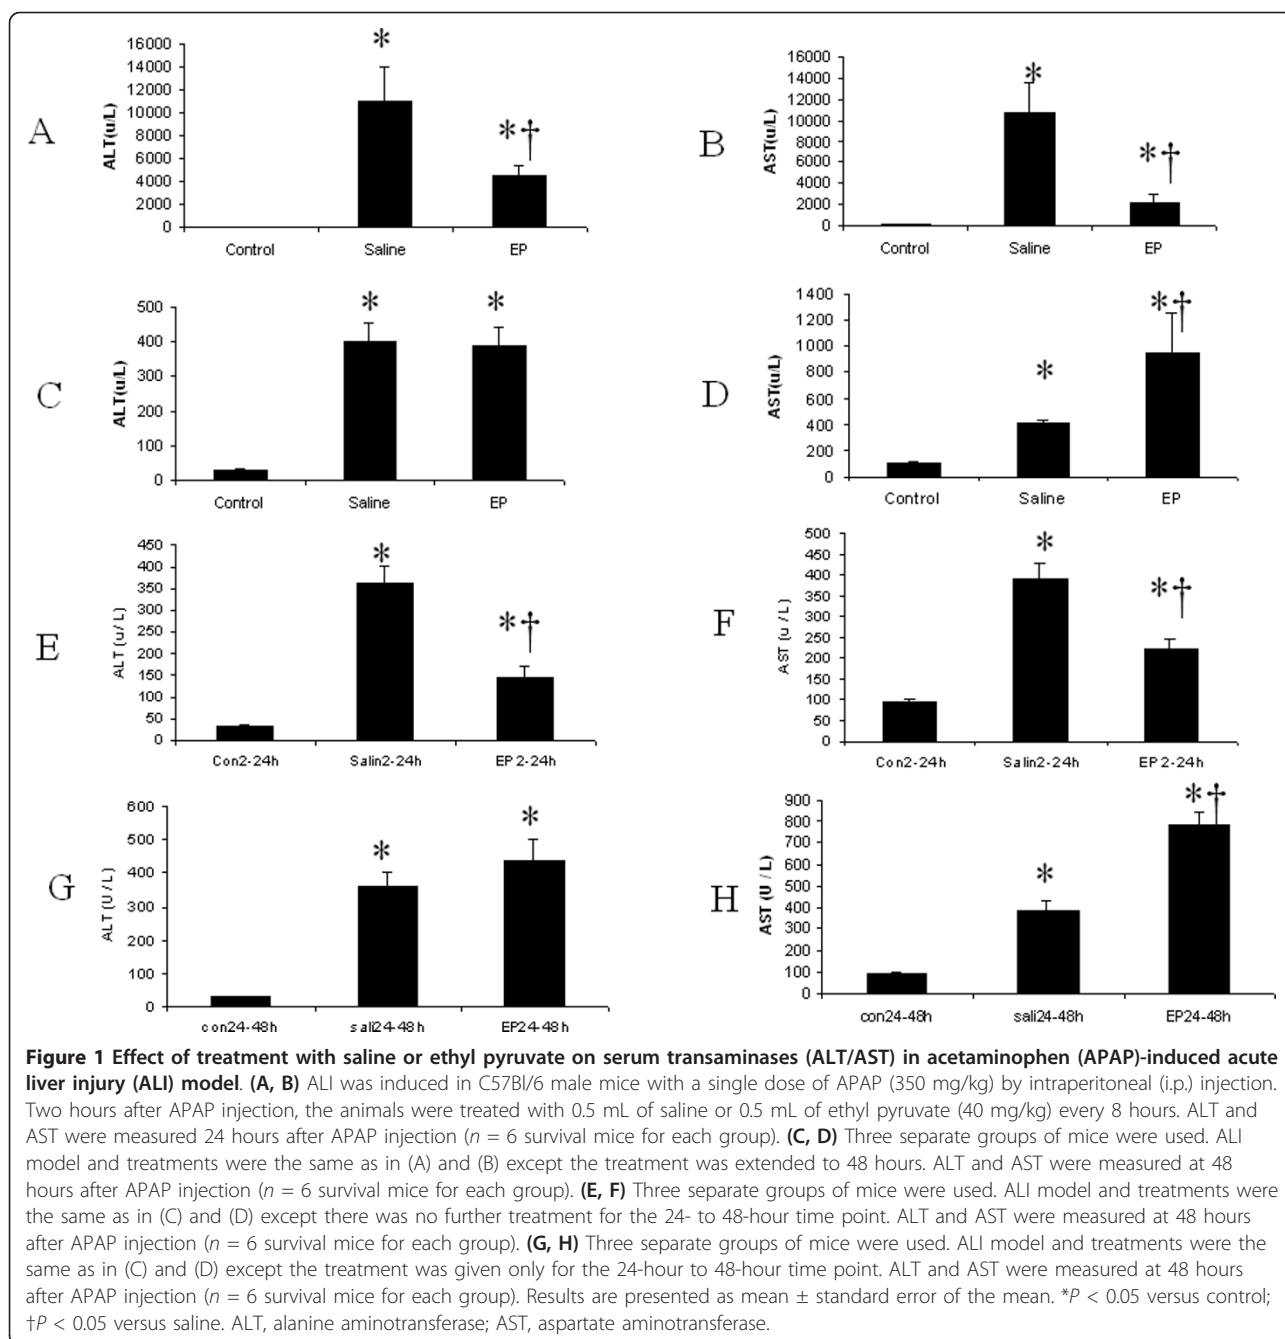 16000
14000
12000
10000
8000
6000
4000
2000
0
ALT(u/L)
A
*
*†
Control Saline EP
16000
14000
12000
10000
8000
6000
4000
2000
0
AST(u/L)
B
*
*†
Control Saline EP
500
400
300
200
100
0
ALT(u/L)
C
*
*
Control Saline EP
1400
1200
1000
800
600
400
200
0
AST(u/L)
D
*
*†
Control Saline EP
450
400
350
300
250
200
150
100
50
0
ALT (u/ L)
E
*
*†
Con2-24h Salin2-24h EP 2-24h
500
450
400
350
300
250
200
150
100
50
0
AST (u /L)
F
*
*†
Con2-24h Salin2-24h EP 2-24h
600
500
400
300
200
100
0
ALT (U /L)
G
*
*
con24-48h sali24-48h EP24-48h
900
800
700
600
500
400
300
200
100
0
AST (U / L)
H
*
*†
con24-48h sali24-48h EP24-48h
Figure 1 Effect of treatment with saline or ethyl pyruvate on serum transaminases (ALT/AST) in acetaminophen (APAP)-induced acute
liver injury (ALI) model. (A, B) ALI was induced in C57Bl/6 male mice with a single dose of APAP (350 mg/kg) by intraperitoneal (i.p.) injection.
Two hours after APAP injection, the animals were treated with 0.5 mL of saline or 0.5 mL of ethyl pyruvate (40 mg/kg) every 8 hours. ALT and
AST were measured 24 hours after APAP injection (n = 6 survival mice for each group). (C, D) Three separate groups of mice were used. ALI
model and treatments were the same as in (A) and (B) except the treatment was extended to 48 hours. ALT and AST were measured at 48
hours after APAP injection (n = 6 survival mice for each group). (E, F) Three separate groups of mice were used. ALI model and treatments were
the same as in (C) and (D) except there was no further treatment for the 24- to 48-hour time point. ALT and AST were measured at 48 hours
after APAP injection (n = 6 survival mice for each group). (G, H) Three separate groups of mice were used. ALI model and treatments were the
same as in (C) and (D) except the treatment was given only for the 24-hour to 48-hour time point. ALT and AST were measured at 48 hours
after APAP injection (n = 6 survival mice for each group). Results are presented as mean ± standard error of the mean. *P < 0.05 versus control;
†P < 0.05 versus saline. ALT, alanine aminotransferase; AST, aspartate aminotransferase.